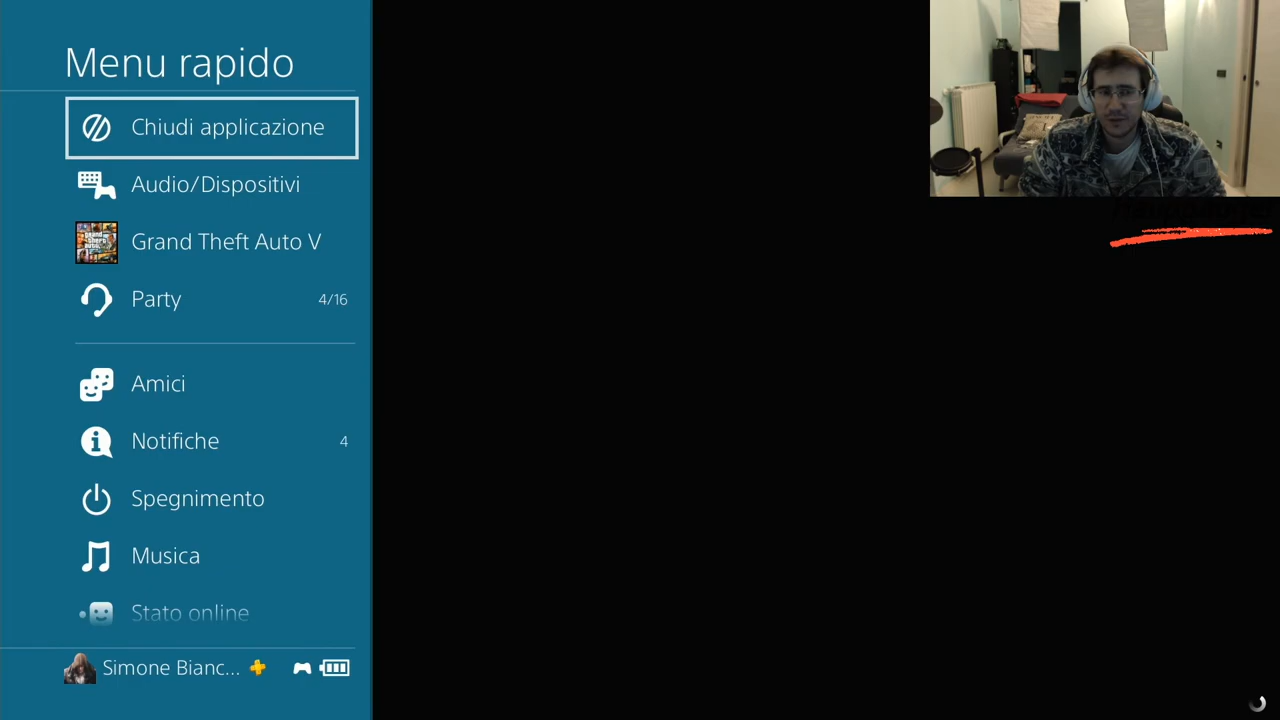 Menu rapido
Chiudi applicazione
Audio/Dispositivi
Grand Theft Auto V
Party 4/16
Amici
Notifiche 4
Spegnimento
Musica
Stato online
Simone Bianc...